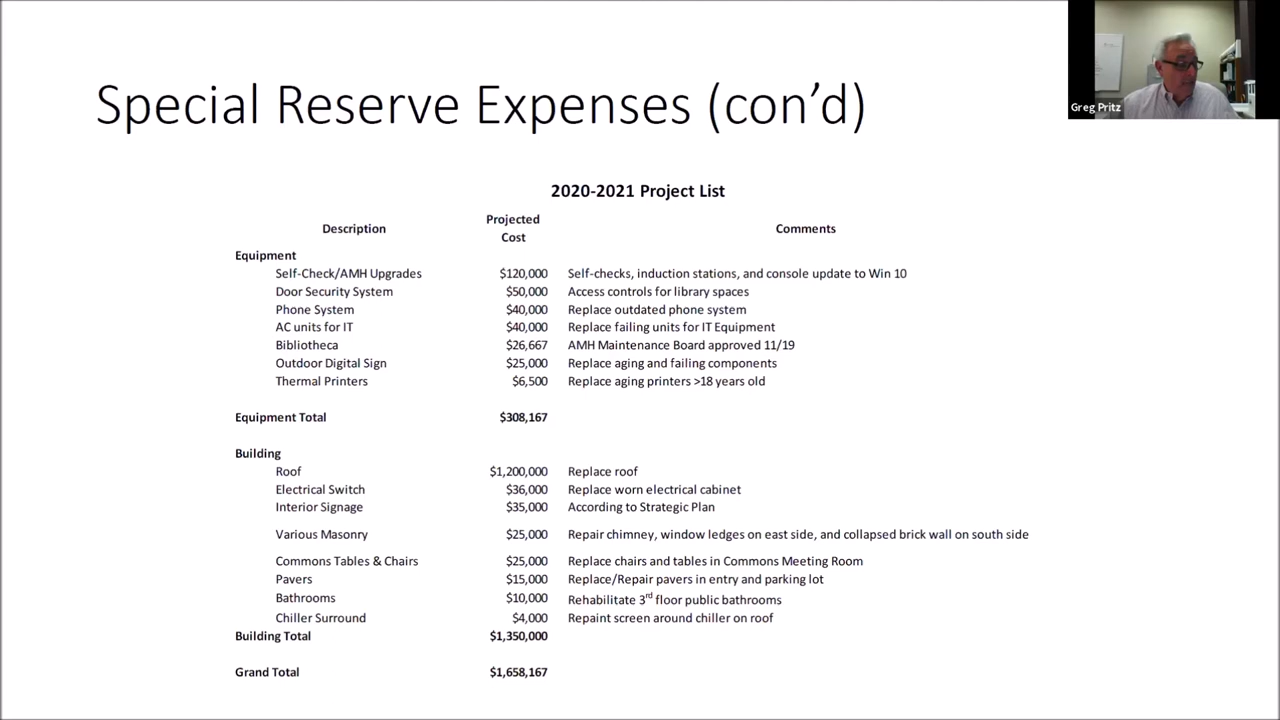 Special Reserve Expenses (con’d)
Greg Pritz
2020-2021 Project List
Description Projected Cost Comments
Equipment
Self-Check/AMH Upgrades $120,000 Self-checks, induction stations, and console update to Win 10
Door Security System $50,000 Access controls for library spaces
Phone System $40,000 Replace outdated phone system
AC units for IT $40,000 Replace failing units for IT Equipment
Bibliotheca $26,667 AMH Maintenance Board approved 11/19
Outdoor Digital Sign $25,000 Replace aging and failing components
Thermal Printers $6,500 Replace aging printers >18 years old
Equipment Total $308,167
Building
Roof $1,200,000 Replace roof
Electrical Switch $36,000 Replace worn electrical cabinet
Interior Signage $35,000 According to Strategic Plan
Various Masonry $25,000 Repair chimney, window ledges on east side, and collapsed brick wall on south side
Commons Tables & Chairs $25,000 Replace chairs and tables in Commons Meeting Room
Pavers $15,000 Replace/Repair pavers in entry and parking lot
Bathrooms $10,000 Rehabilitate 3rd floor public bathrooms
Chiller Surround $4,000 Repaint screen around chiller on roof
Building Total $1,350,000
Grand Total $1,658,167